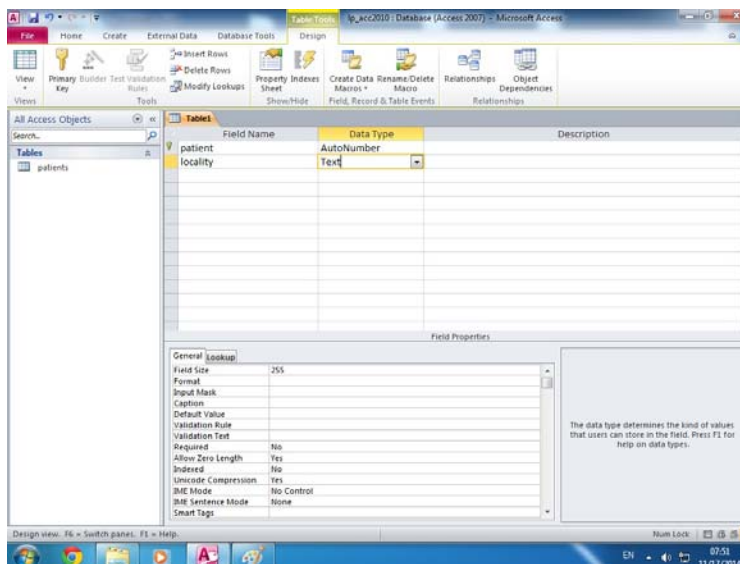 Table Tools
lp_acc2010 : Database (Access 2007) - Microsoft Access
File Home Create External Data Database Tools Design
View
Views
Primary Key
Builder
Test Validation Rules
Insert Rows
Delete Rows
Modify Lookups
Tools
Property Sheet
Indexes
Show/Hide
Create Data Macros
Rename/Delete Macro
Field, Record & Table Events
Relationships
Object Dependencies
Relationships
All Access Objects
Search...
Tables
patients
Table1
Field Name Data Type Description
patient AutoNumber
locality Text
Field Properties
General Lookup
Field Size 255
Format
Input Mask
Caption
Default Value
Validation Rule
Validation Text
Required No
Allow Zero Length Yes
Indexed No
Unicode Compression Yes
IME Mode No Control
IME Sentence Mode None
Smart Tags
The data type determines the kind of values
that users can store in the field. Press F1 for
help on data types.
Design view. F6 = Switch panes. F1 = Help.
Num Lock
EN
07:51